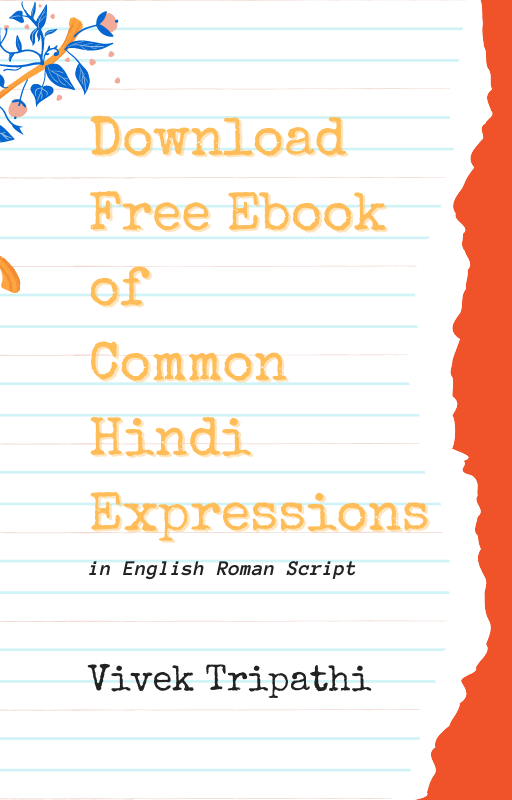 Download
Free Ebook
of
Common
Hindi
Expressions
in English Roman Script
Vivek Tripathi